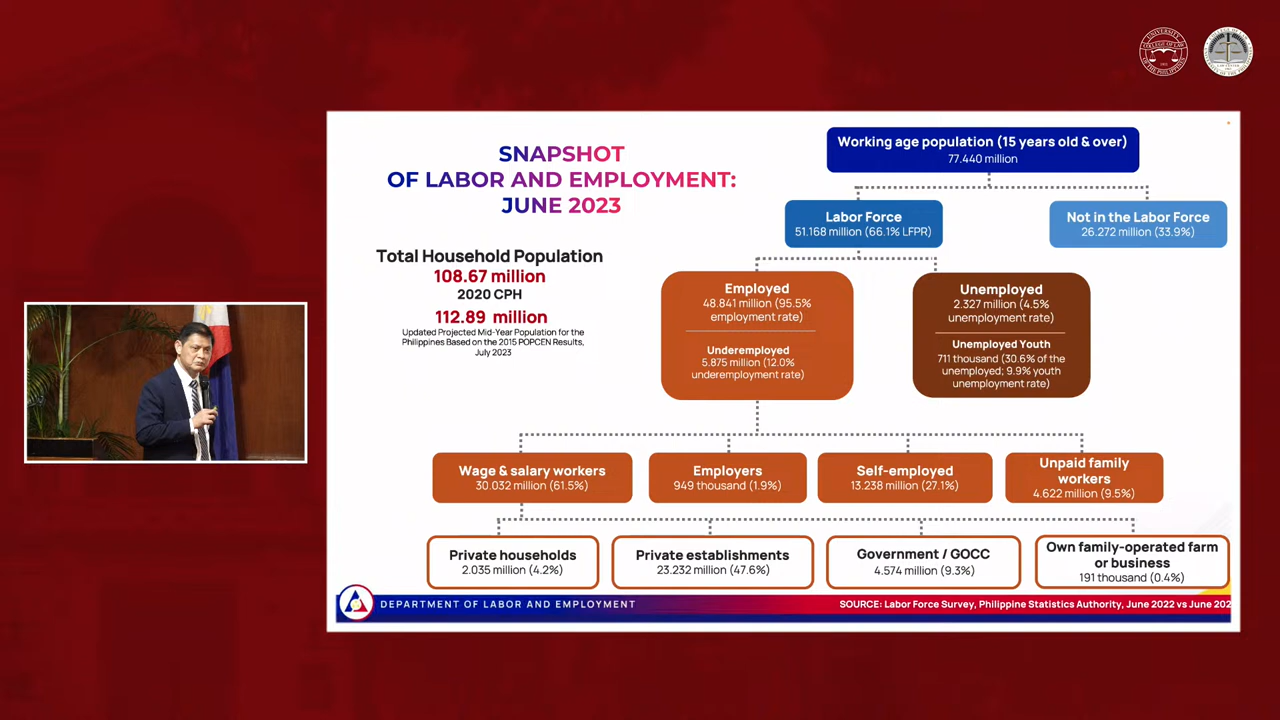 UNIVERSITY
COLLEGE OF LAW
OF THE PHILIPPINES
SNAPSHOT
OF LABOR AND EMPLOYMENT:
JUNE 2023
Total Household Population
108.67 million
2020 CPH
112.89 million
Updated Projected Mid-Year Population for the
Philippines Based on the 2015 POPCEN Results,
July 2023
Working age population (15 years old & over)
77.440 million
Labor Force
51.168 million (66.1% LFPR)
Not in the Labor Force
26.272 million (33.9%)
Employed
48.841 million (95.5%
employment rate)
Underemployed
5.875 million (12.0%
underemployment rate)
Unemployed
2.327 million (4.5%
unemployment rate)
Unemployed Youth
711 thousand (30.6% of the
unemployed; 9.9% youth
unemployment rate)
Wage & salary workers
30.032 million (61.5%)
Employers
949 thousand (1.9%)
Self-employed
13.238 million (27.1%)
Unpaid family
workers
4.622 million (9.5%)
Private households
2.035 million (4.2%)
Private establishments
23.232 million (47.6%)
Government / GOCC
4.574 million (9.3%)
Own family-operated farm
or business
191 thousand (0.4%)
DEPARTMENT OF LABOR AND EMPLOYMENT
SOURCE: Labor Force Survey, Philippine Statistics Authority, June 2022 vs June 202